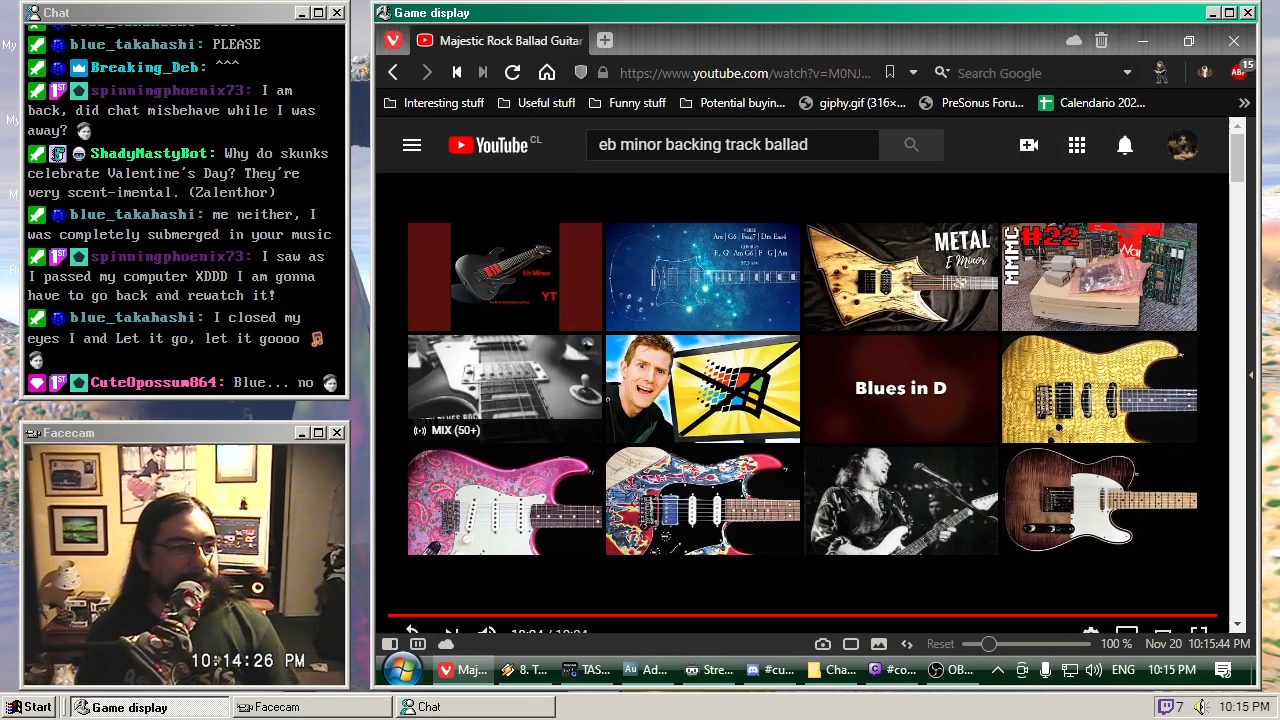 Chat
blue_takahashi: PLEASE
Breaking_Deb: ^^^
spinningphoenix73: I am
back, did chat misbehave while I was
away?
ShadyNastyBot: Why do skunks
celebrate Valentine's Day? They're
very scent-imental. (Zalenthor)
blue_takahashi: me neither, I
was completely submerged in your music
spinningphoenix73: I saw as
I passed my computer XDDD I am gonna
have to go back and rewatch it!
blue_takahashi: I closed my
eyes I and Let it go, let it goooo
CuteOpossum864: Blue... no
Facecam
10:14:26 PM
Game display
Majestic Rock Ballad Guitar
https://www.youtube.com/watch?v=M0NJ...
Search Google
15
ABP
Interesting stuff
Useful stuff
Funny stuff
Potential buyin...
giphy.gif (316×...
PreSonus Foru...
Calendario 202...
YouTube CL
eb minor backing track ballad
Eb Minor
YT
VERSE
CHORUS
METAL
E Minor
MMMC
#22
MIX (50+)
Blues in D
Reset
100 %
Nov 20 10:15:44 PM
Maj...
8. T...
TAS...
Au Ad...
Stre...
#cu...
Cha...
#co...
OB...
ENG
10:15 PM
Start
Game display
Facecam
Chat
7
10:15 PM